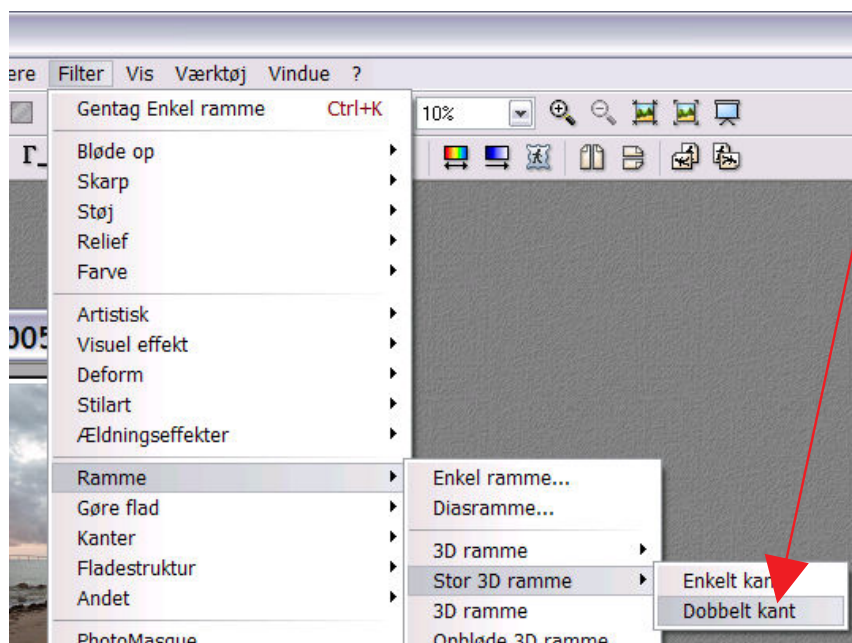 ere Filter Vis Værktøj Vindue ?
Gentag Enkel ramme Ctrl+K
10%
Bløde op
Skarp
Støj
Relief
Farve
Artistisk
005
Visuel effekt
Deform
Stilart
Ældningseffekter
Ramme
Gøre flad
Kanter
Fladestruktur
Andet
PhotoMasque
Enkel ramme...
Diasramme...
3D ramme
Stor 3D ramme
3D ramme
Opbløde 3D ramme
Enkelt kan
Dobbelt kant